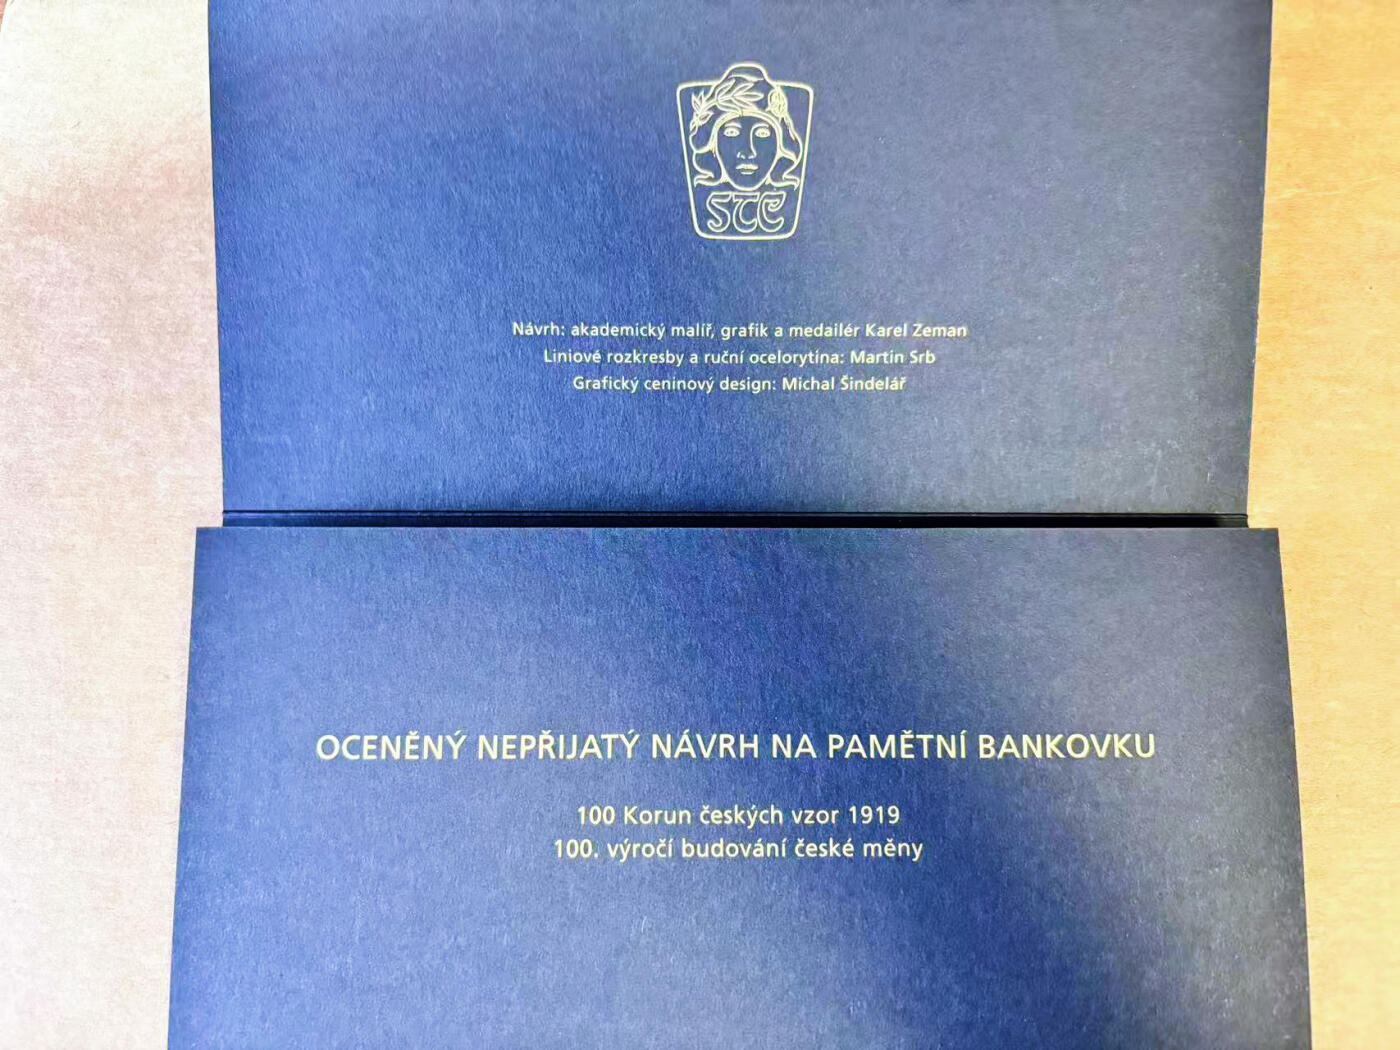 STC
Návrh: akademický malíř, grafik a medailér Karel Zeman
Liniové rozkresby a ruční ocelorytina: Martin Srb
Grafický ceninový design: Michal Šindelář
OCENĚNÝ NEPŘIJATÝ NÁVRH NA PAMĚTNÍ BANKOVKU
100 Korun českých vzor 1919
100. výročí budování české měny